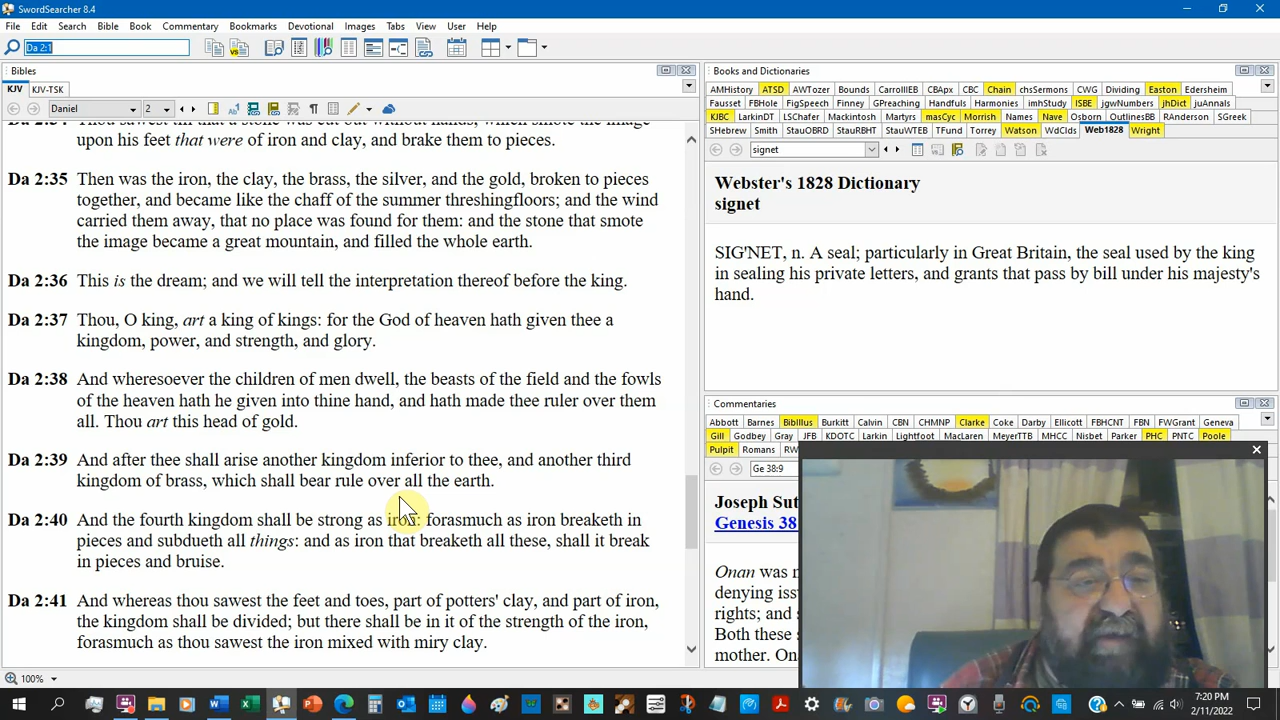 SwordSearcher 8.4
File Edit Search Bible Book Commentary Bookmarks Devotional Images Tabs View User Help
Da 2:1
Bibles
KJV KJV-TSK
Daniel 2
upon his feet that were of iron and clay, and brake them to pieces.
Da 2:35 Then was the iron, the clay, the brass, the silver, and the gold, broken to pieces
together, and became like the chaff of the summer threshingfloors; and the wind
carried them away, that no place was found for them: and the stone that smote
the image became a great mountain, and filled the whole earth.
Da 2:36 This is the dream; and we will tell the interpretation thereof before the king.
Da 2:37 Thou, O king, art a king of kings: for the God of heaven hath given thee a
kingdom, power, and strength, and glory.
Da 2:38 And wheresoever the children of men dwell, the beasts of the field and the fowls
of the heaven hath he given into thine hand, and hath made thee ruler over them
all. Thou art this head of gold.
Da 2:39 And after thee shall arise another kingdom inferior to thee, and another third
kingdom of brass, which shall bear rule over all the earth.
Da 2:40 And the fourth kingdom shall be strong as iron: forasmuch as iron breaketh in
pieces and subdueth all things: and as iron that breaketh all these, shall it break
in pieces and bruise.
Da 2:41 And whereas thou sawest the feet and toes, part of potters' clay, and part of iron,
the kingdom shall be divided; but there shall be in it of the strength of the iron,
forasmuch as thou sawest the iron mixed with miry clay.
100%
Books and Dictionaries
AMHistory ATSD AWTozer Bounds CarrollIEB CBApx CBC Chain chsSermons CWG Dividing Easton Edersheim
Fausset FBHole FigSpeech Finney GPreaching Handfuls Harmonies imhStudy ISBE jgwNumbers jhDict juAnnals
KJBC LarkinDT LSChafer Mackintosh Martyrs masCyc Morrish Names Nave Osborn OutlinesBB RAnderson SGreek
SHebrew Smith StauOBRD StauRBHT StauWTEB TFund Torrey Watson WdClds Web1828 Wright
signet
Webster's 1828 Dictionary
signet
SIG'NET, n. A seal; particularly in Great Britain, the seal used by the king
in sealing his private letters, and grants that pass by bill under his majesty's
hand.
Commentaries
Abbott Barnes BibIllus Burkitt Calvin CBN CHMNP Clarke Coke Darby Ellicott FBHCNT FBN FWGrant Geneva
Gill Godbey Gray JFB KDOTC Larkin Lightfoot MacLaren MeyerTTB MHCC Nisbet Parker PHC PNTC Poole
Pulpit Romans
Ge 38:9
Joseph Sut
Genesis 38
Onan was
denying iss
rights; and s
Both these s
mother. On
7:20 PM
2/11/2022